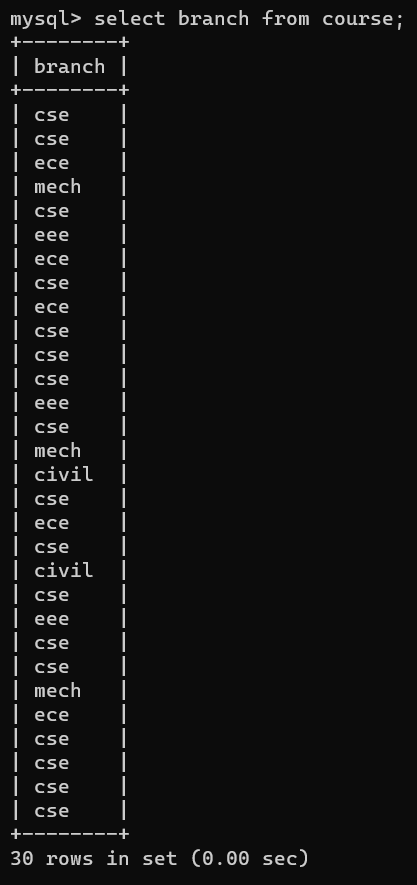 mysql> select branch from course;
+--------+
| branch |
+--------+
| cse    |
| cse    |
| ece    |
| mech   |
| cse    |
| eee    |
| ece    |
| cse    |
| ece    |
| cse    |
| cse    |
| cse    |
| eee    |
| cse    |
| mech   |
| civil  |
| cse    |
| ece    |
| cse    |
| civil  |
| cse    |
| eee    |
| cse    |
| cse    |
| mech   |
| ece    |
| cse    |
| cse    |
| cse    |
| cse    |
+--------+
30 rows in set (0.00 sec)